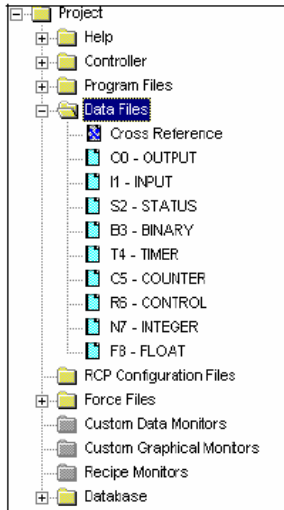 Project
Help
Controller
Program Files
Data Files
Cross Reference
O0 - OUTPUT
I1 - INPUT
S2 - STATUS
B3 - BINARY
T4 - TIMER
C5 - COUNTER
R6 - CONTROL
N7 - INTEGER
F8 - FLOAT
RCP Configuration Files
Force Files
Custom Data Monitors
Custom Graphical Monitors
Recipe Monitors
Database